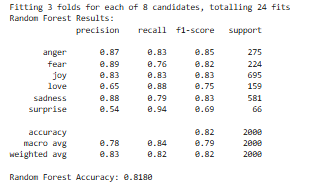 Fitting 3 folds for each of 8 candidates, totalling 24 fits
Random Forest Results:
precision recall f1-score support
anger 0.87 0.83 0.85 275
fear 0.89 0.76 0.82 224
joy 0.83 0.83 0.83 695
love 0.65 0.88 0.75 159
sadness 0.88 0.79 0.83 581
surprise 0.54 0.94 0.69 66
accuracy 0.82 2000
macro avg 0.78 0.84 0.79 2000
weighted avg 0.83 0.82 0.82 2000
Random Forest Accuracy: 0.8180